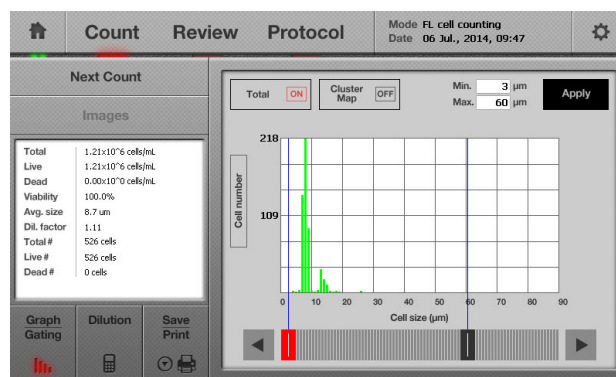 Count Review Protocol
Mode FL cell counting
Date 06 Jul., 2014, 09:47
Next Count
Images
Total 1.21x10^6 cells/mL
Live 1.21x10^6 cells/mL
Dead 0.00x10^0 cells/mL
Viability 100.0%
Avg. size 8.7 um
Dil. factor 1.11
Total # 526 cells
Live # 526 cells
Dead # 0 cells
Graph Gating
Dilution
Save Print
Total ON
Cluster Map OFF
Min. 3 μm
Max. 60 μm
Apply
218
109
Cell number
0 10 20 30 40 50 60 70 80 90
Cell size (μm)